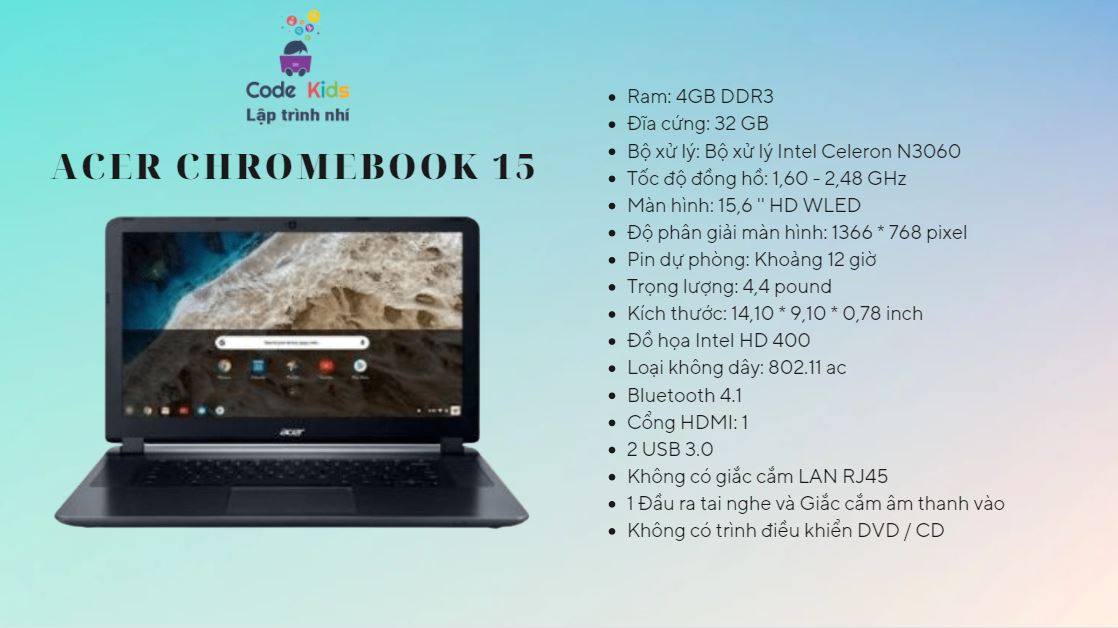 Code Kids
Lập trình nhí
ACER CHROMEBOOK 15
acer
Ram: 4GB DDR3
Đĩa cứng: 32 GB
Bộ xử lý: Bộ xử lý Intel Celeron N3060
Tốc độ đồng hồ: 1,60 - 2,48 GHz
Màn hình: 15,6 '' HD WLED
Độ phân giải màn hình: 1366 * 768 pixel
Pin dự phòng: Khoảng 12 giờ
Trọng lượng: 4,4 pound
Kích thước: 14,10 * 9,10 * 0,78 inch
Đồ họa Intel HD 400
Loại không dây: 802.11 ac
Bluetooth 4.1
Cổng HDMI: 1
2 USB 3.0
Không có giắc cắm LAN RJ45
1 Đầu ra tai nghe và Giắc cắm âm thanh vào
Không có trình điều khiển DVD / CD